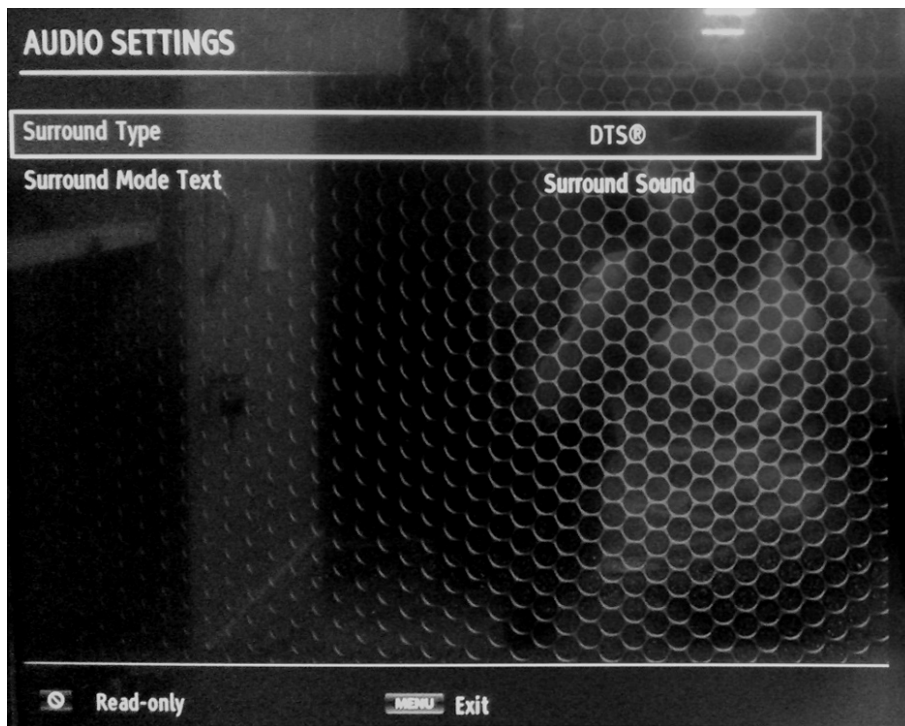 AUDIO SETTINGS
Surround Type DTS®
Surround Mode Text Surround Sound
Read-only MENU Exit